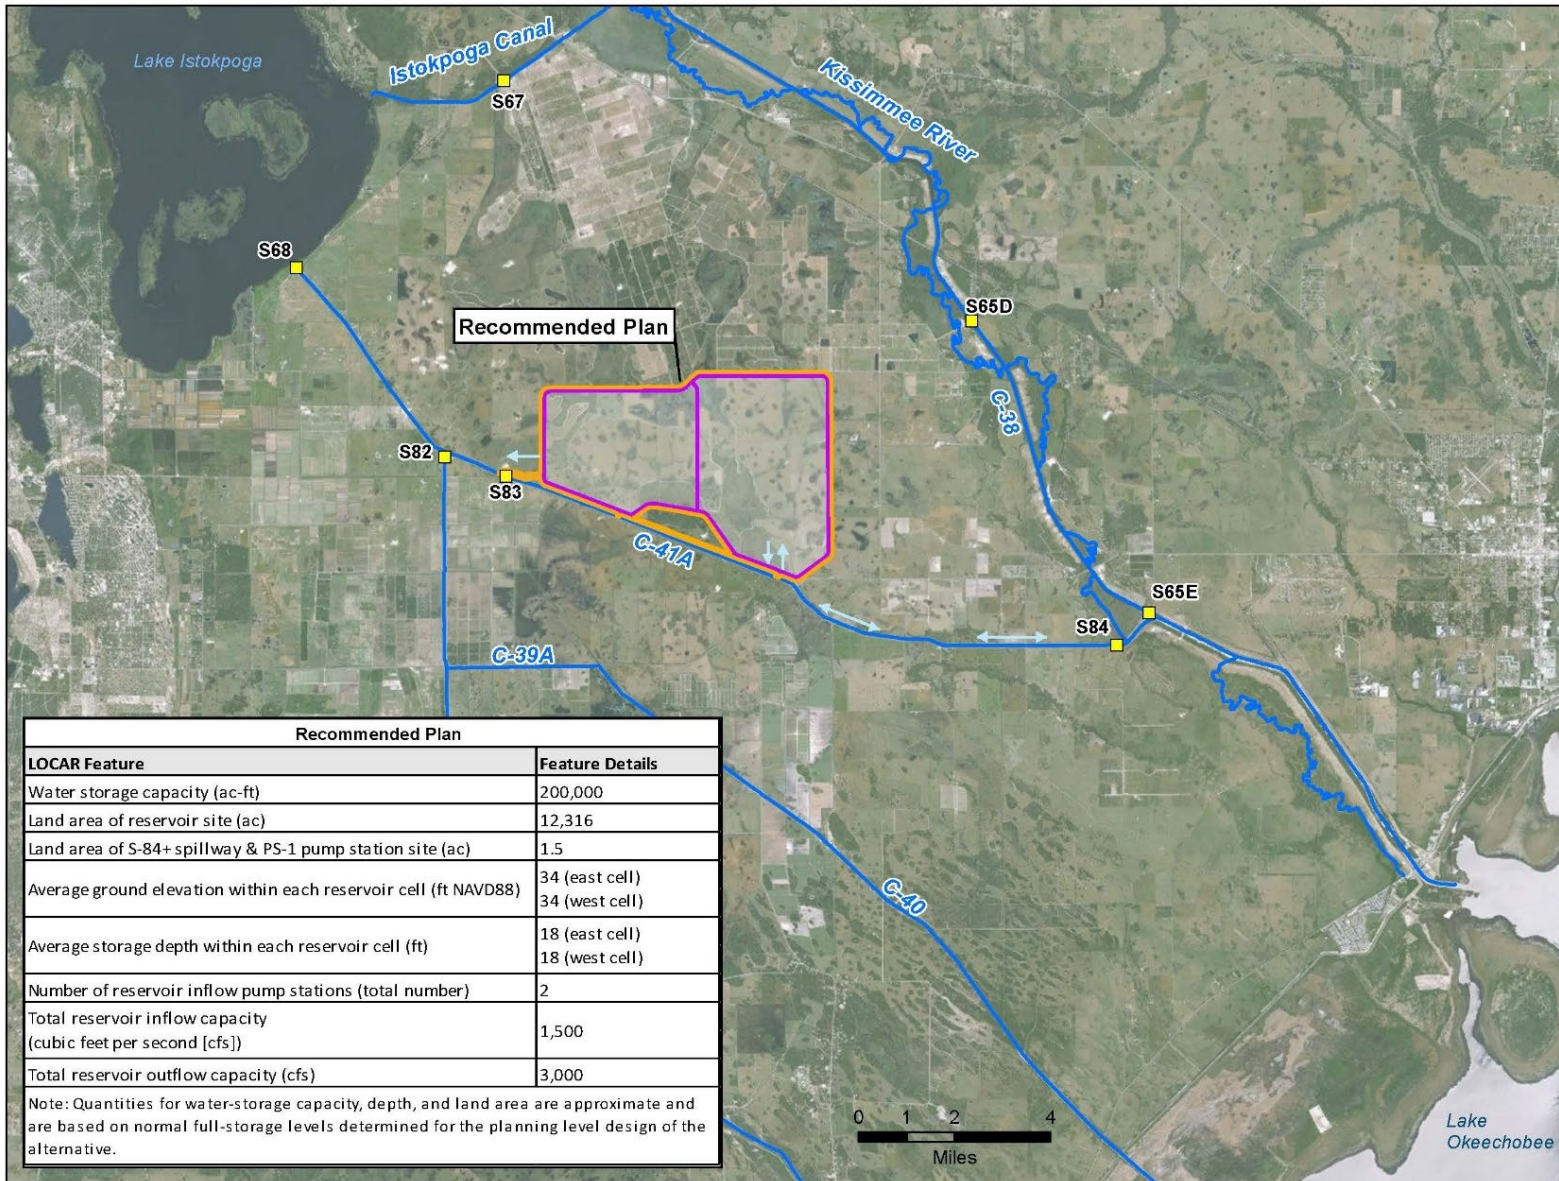 Lake Istokpoga
Istokpoga Canal
S67
Kissimmee River
S68
S65D
Recommended Plan
C-38
S82
S83
C-41A
S65E
S84
C-39A
Recommended Plan
LOCAR Feature Feature Details
Water storage capacity (ac-ft) 200,000
Land area of reservoir site (ac) 12,316
Land area of S-84+ spillway & PS-1 pump station site (ac) 1.5
Average ground elevation within each reservoir cell (ft NAVD88) 34 (east cell)
34 (west cell)
Average storage depth within each reservoir cell (ft) 18 (east cell)
18 (west cell)
Number of reservoir inflow pump stations (total number) 2
Total reservoir inflow capacity
(cubic feet per second [cfs]) 1,500
Total reservoir outflow capacity (cfs) 3,000
Note: Quantities for water-storage capacity, depth, and land area are approximate and
are based on normal full-storage levels determined for the planning level design of the
alternative.
C-40
0 1 2 4
Miles
Lake
Okeechobee